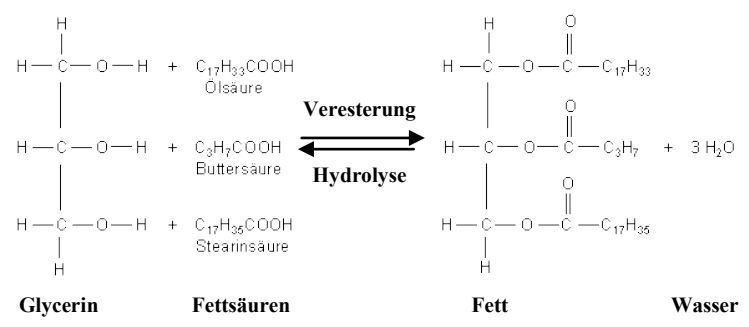 H H O
H — C — O — H + C₁₇H₃₃COOH H — C — O — C — C₁₇H₃₃
Ölsäure
Veresterung
O
H — C — O — H + C₃H₇COOH H — C — O — C — C₃H₇ + 3 H₂O
Buttersäure
Hydrolyse
O
H — C — O — H + C₁₇H₃₅COOH H — C — O — C — C₁₇H₃₅
Stearinsäure
H H
Glycerin Fettsäuren Fett Wasser